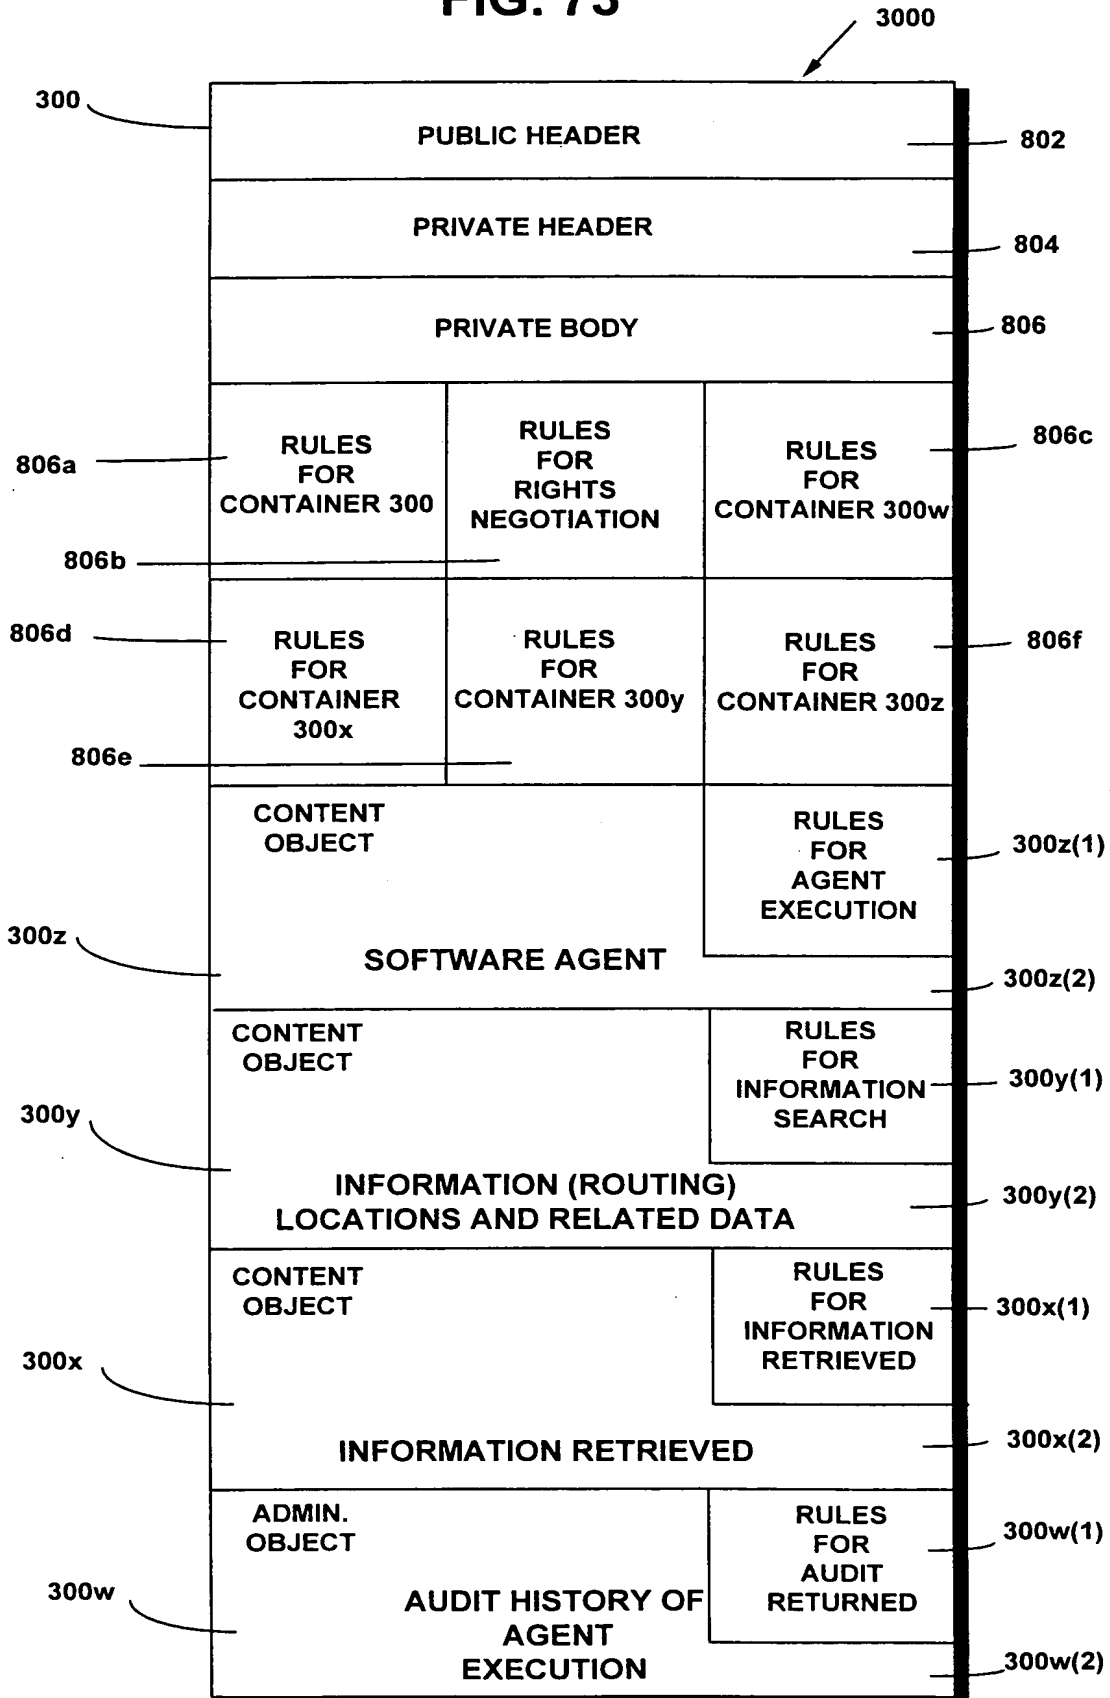 FIG. 73
3000
300
PUBLIC HEADER
802
PRIVATE HEADER
804
PRIVATE BODY
806
806a
RULES
FOR
CONTAINER 300
806b
RULES
FOR
RIGHTS
NEGOTIATION
RULES
FOR
CONTAINER 300w
806c
806d
RULES
FOR
CONTAINER
300x
806e
RULES
FOR
CONTAINER 300y
RULES
FOR
CONTAINER 300z
806f
CONTENT
OBJECT
RULES
FOR
AGENT
EXECUTION
300z(1)
300z
SOFTWARE AGENT
300z(2)
CONTENT
OBJECT
RULES
FOR
INFORMATION
SEARCH
300y(1)
300y
INFORMATION (ROUTING)
LOCATIONS AND RELATED DATA
300y(2)
CONTENT
OBJECT
RULES
FOR
INFORMATION
RETRIEVED
300x(1)
300x
INFORMATION RETRIEVED
300x(2)
ADMIN.
OBJECT
RULES
FOR
AUDIT
RETURNED
300w(1)
300w
AUDIT HISTORY OF
AGENT
EXECUTION
300w(2)